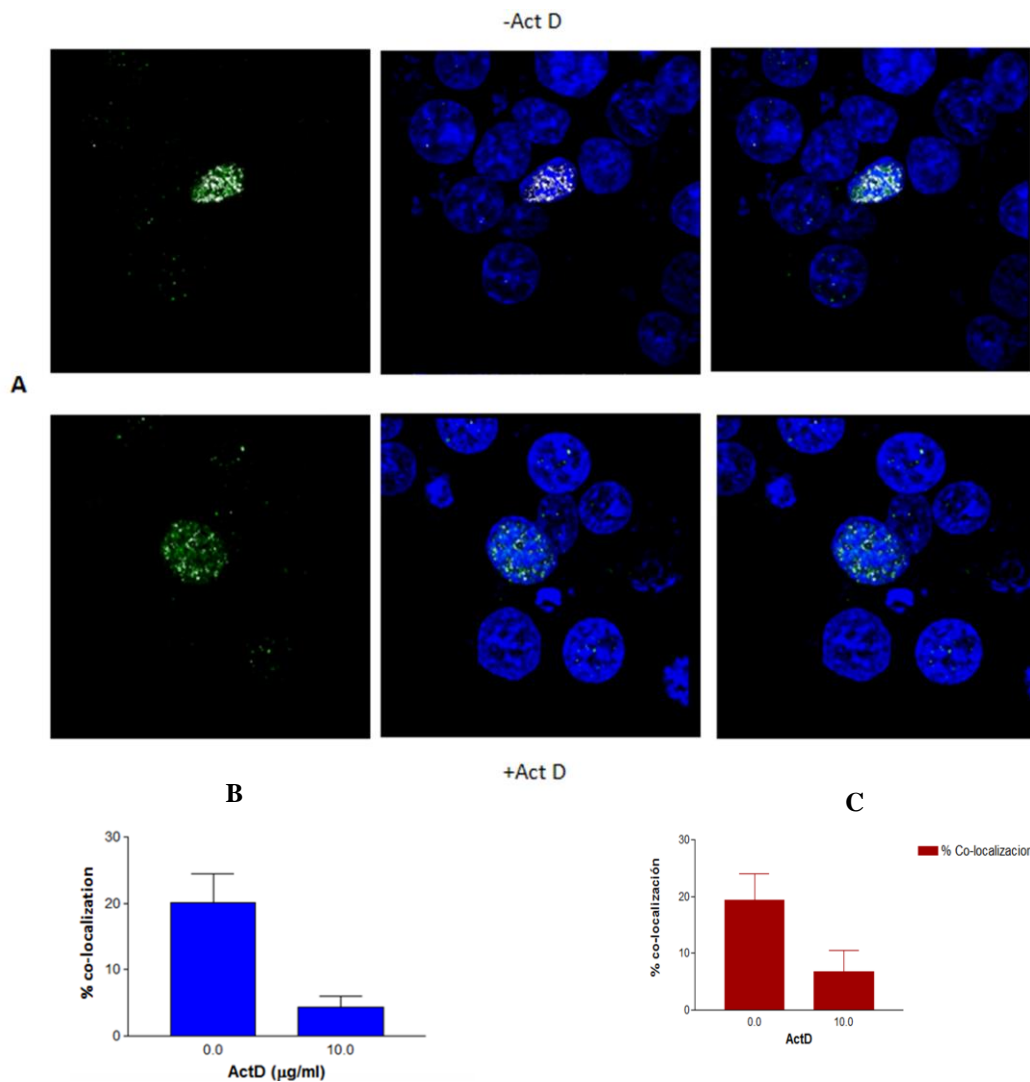 -Act D
A
+Act D
B
30
20
10
0
% co-localization
0.0
10.0
ActD (µg/ml)
C
30
20
10
0
% co-localización
0.0
10.0
ActD
% Co-localizacion